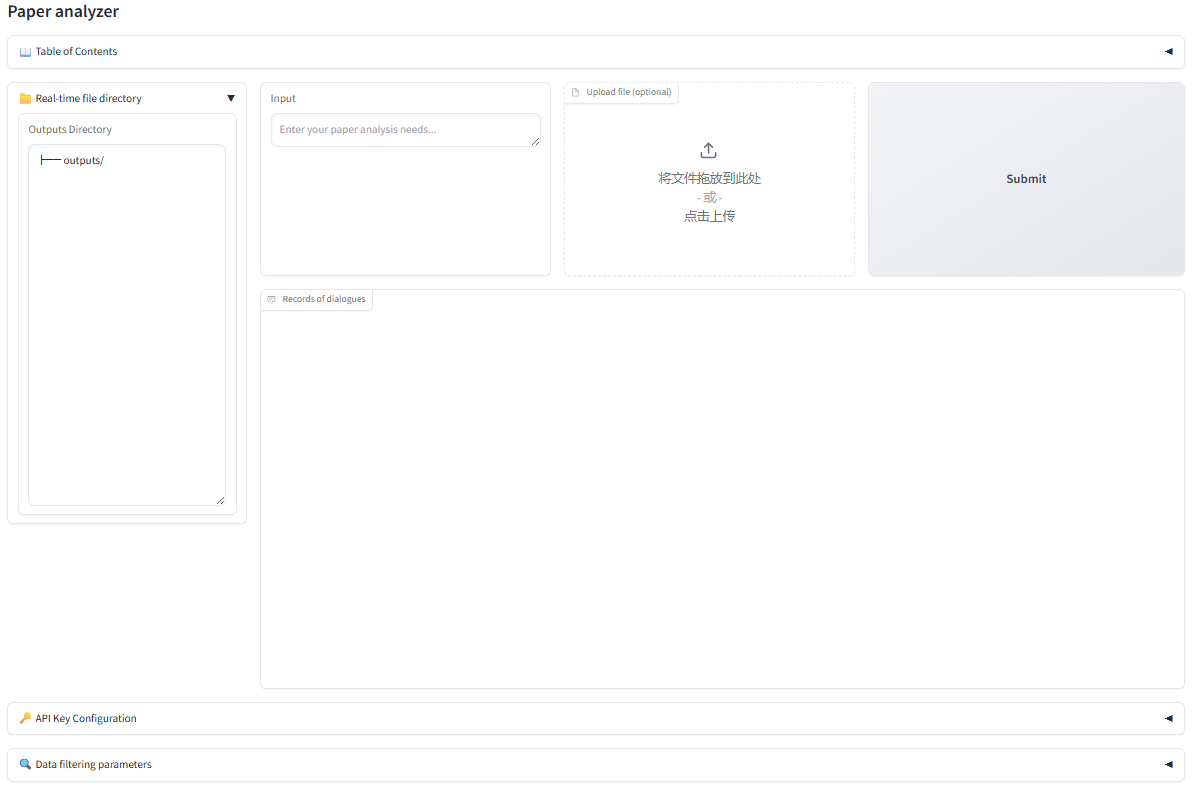 Paper analyzer
📖 Table of Contents
📁 Real-time file directory
Outputs Directory
├── outputs/
Input
Enter your paper analysis needs...
Upload file (optional)
将文件拖放到此处
- 或 -
点击上传
Submit
Records of dialogues
🔑 API Key Configuration
🔍 Data filtering parameters